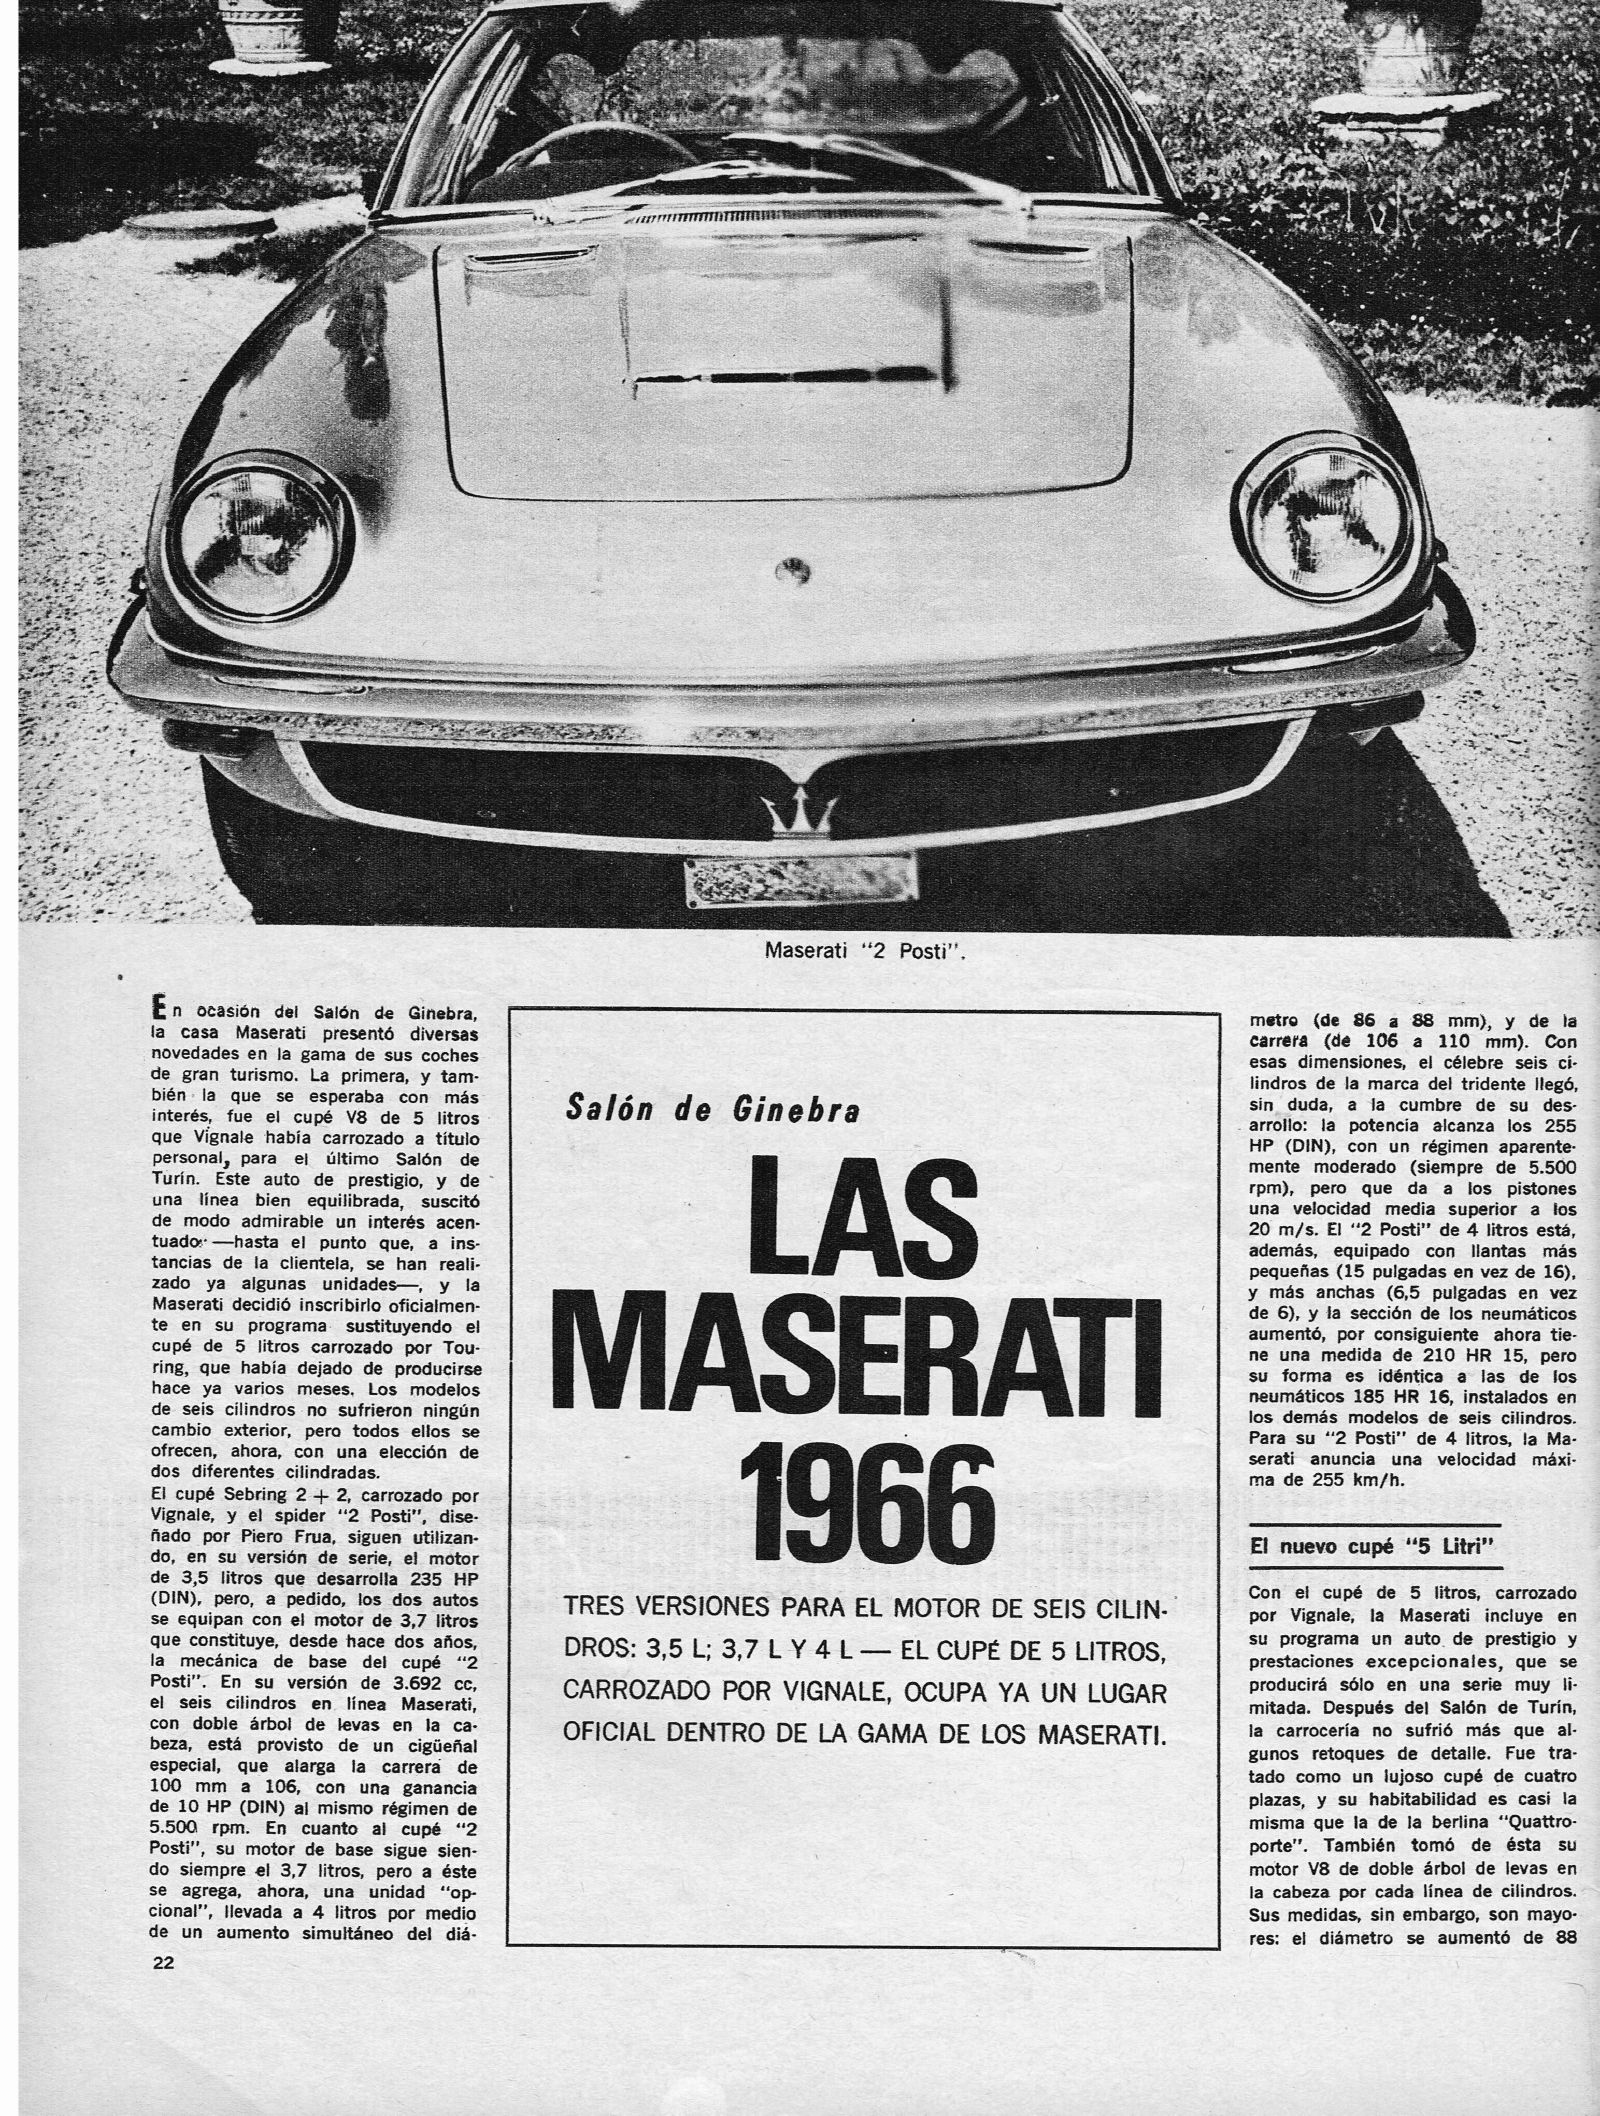 Maserati "2 Posti".
En ocasión del Salón de Ginebra,
la casa Maserati presentó diversas
novedades en la gama de sus coches
de gran turismo. La primera, y tam-
bién la que se esperaba con más
interés, fue el cupé V8 de 5 litros
que Vignale había carrozado a título
personal, para el último Salón de
Turín. Este auto de prestigio, y de
una línea bien equilibrada, suscitó
de modo admirable un interés acen-
tuado —hasta el punto que, a ins-
tancias de la clientela, se han reali-
zado ya algunas unidades—, y la
Maserati decidió inscribirlo oficialmen-
te en su programa sustituyendo el
cupé de 5 litros carrozado por Tou-
ring, que había dejado de producirse
hace ya varios meses. Los modelos
de seis cilindros no sufrieron ningún
cambio exterior, pero todos ellos se
ofrecen, ahora, con una elección de
dos diferentes cilindradas.
El cupé Sebring 2 + 2, carrozado por
Vignale, y el spider "2 Posti", dise-
ñado por Piero Frua, siguen utilizan-
do, en su versión de serie, el motor
de 3,5 litros que desarrolla 235 HP
(DIN), pero, a pedido, los dos autos
se equipan con el motor de 3,7 litros
que constituye, desde hace dos años,
la mecánica de base del cupé "2
Posti". En su versión de 3.692 cc,
el seis cilindros en línea Maserati,
con doble árbol de levas en la ca-
beza, está provisto de un cigüeñal
especial, que alarga la carrera de
100 mm a 106, con una ganancia
de 10 HP (DIN) al mismo régimen de
5.500 rpm. En cuanto al cupé "2
Posti", su motor de base sigue sien-
do siempre el 3,7 litros, pero a éste
se agrega, ahora, una unidad "op-
cional", llevada a 4 litros por medio
de un aumento simultáneo del diá-
22
Salón de Ginebra
LAS
MASERATI
1966
TRES VERSIONES PARA EL MOTOR DE SEIS CILIN-
DROS: 3,5 L; 3,7 L Y 4 L — EL CUPÉ DE 5 LITROS,
CARROZADO POR VIGNALE, OCUPA YA UN LUGAR
OFICIAL DENTRO DE LA GAMA DE LOS MASERATI.
metro (de 86 a 88 mm), y de la
carrera (de 106 a 110 mm). Con
esas dimensiones, el célebre seis ci-
lindros de la marca del tridente llegó,
sin duda, a la cumbre de su des-
arrollo: la potencia alcanza los 255
HP (DIN), con un régimen aparente-
mente moderado (siempre de 5.500
rpm), pero que da a los pistones
una velocidad media superior a los
20 m/s. El "2 Posti" de 4 litros está,
además, equipado con llantas más
pequeñas (15 pulgadas en vez de 16),
y más anchas (6,5 pulgadas en vez
de 6), y la sección de los neumáticos
aumentó, por consiguiente ahora tie-
ne una medida de 210 HR 15, pero
su forma es idéntica a las de los
neumáticos 185 HR 16, instalados en
los demás modelos de seis cilindros.
Para su "2 Posti" de 4 litros, la Ma-
serati anuncia una velocidad máxi-
ma de 255 km/h.
El nuevo cupé "5 Litri"
Con el cupé de 5 litros, carrozado
por Vignale, la Maserati incluye en
su programa un auto de prestigio y
prestaciones excepcionales, que se
producirá sólo en una serie muy li-
mitada. Después del Salón de Turín,
la carrocería no sufrió más que al-
gunos retoques de detalle. Fue tra-
tado como un lujoso cupé de cuatro
plazas, y su habitabilidad es casi la
misma que la de la berlina "Quattro-
porte". También tomó de ésta su
motor V8 de doble árbol de levas en
la cabeza por cada línea de cilindros.
Sus medidas, sin embargo, son mayo-
res: el diámetro se aumentó de 88